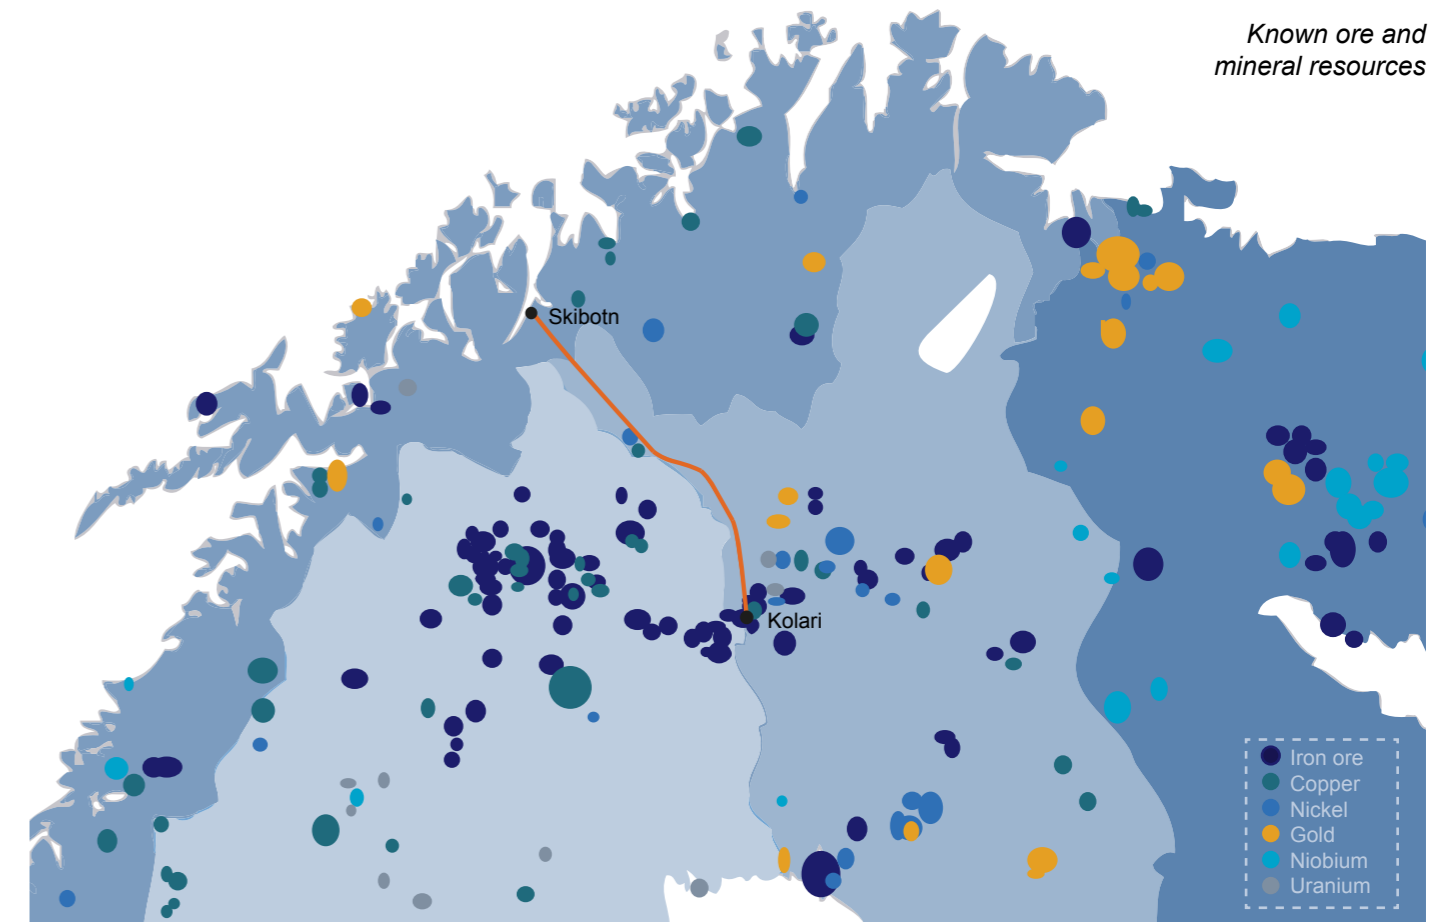 Known ore and
mineral resources
Skibotn
Kolari
Iron ore
Copper
Nickel
Gold
Niobium
Uranium